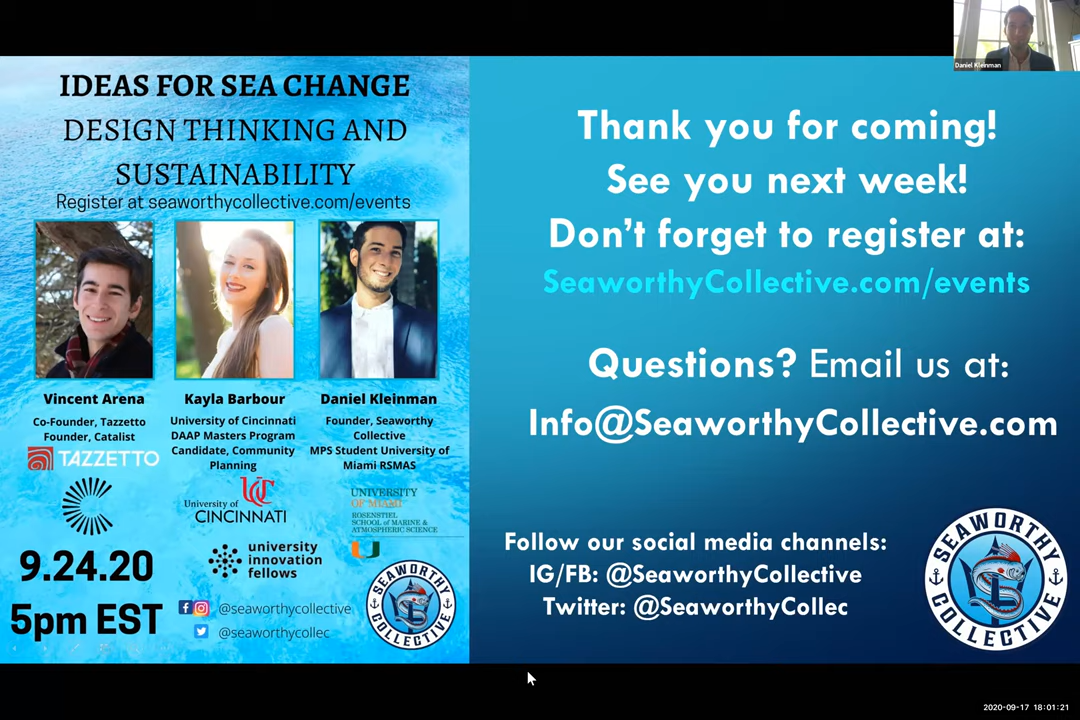 Daniel Kleinman
IDEAS FOR SEA CHANGE
DESIGN THINKING AND
SUSTAINABILITY
Register at seaworthycollective.com/events
Vincent Arena
Co-Founder, Tazzetto
Founder, Catalist
TAZZETTO
Kayla Barbour
University of Cincinnati
DAAP Masters Program
Candidate, Community
Planning
University of
CINCINNATI
university
innovation
fellows
Daniel Kleinman
Founder, Seaworthy
Collective
MPS Student University of
Miami RSMAS
UNIVERSITY
OF MIAMI
ROSENSTIEL
SCHOOL of MARINE &
ATMOSPHERIC SCIENCE
9.24.20
5pm EST
@seaworthycollective
@seaworthycollec
SEAWORTHY
COLLECTIVE
Thank you for coming!
See you next week!
Don't forget to register at:
SeaworthyCollective.com/events
Questions? Email us at:
Info@SeaworthyCollective.com
Follow our social media channels:
IG/FB: @SeaworthyCollective
Twitter: @SeaworthyCollec
SEAWORTHY
COLLECTIVE
2020-09-17 18:01:21